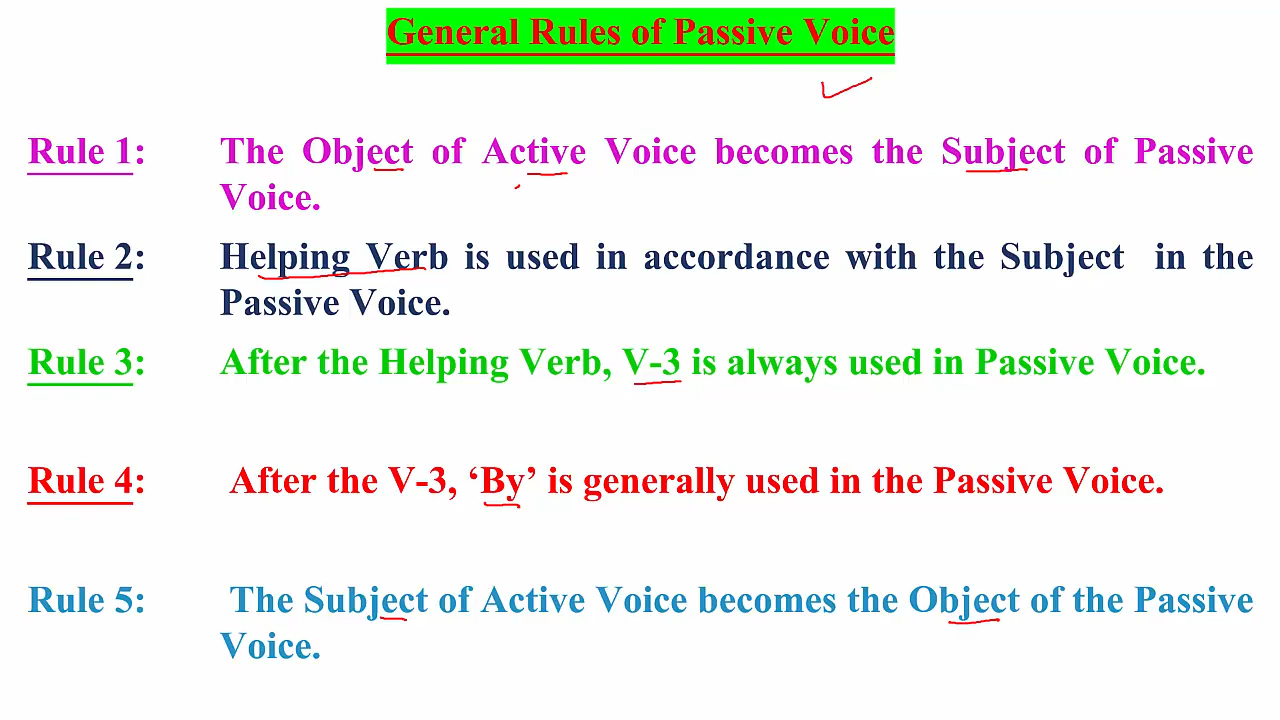 General Rules of Passive Voice
Rule 1: The Object of Active Voice becomes the Subject of Passive
Voice.
Rule 2: Helping Verb is used in accordance with the Subject in the
Passive Voice.
Rule 3: After the Helping Verb, V-3 is always used in Passive Voice.
Rule 4: After the V-3, ‘By’ is generally used in the Passive Voice.
Rule 5: The Subject of Active Voice becomes the Object of the Passive
Voice.